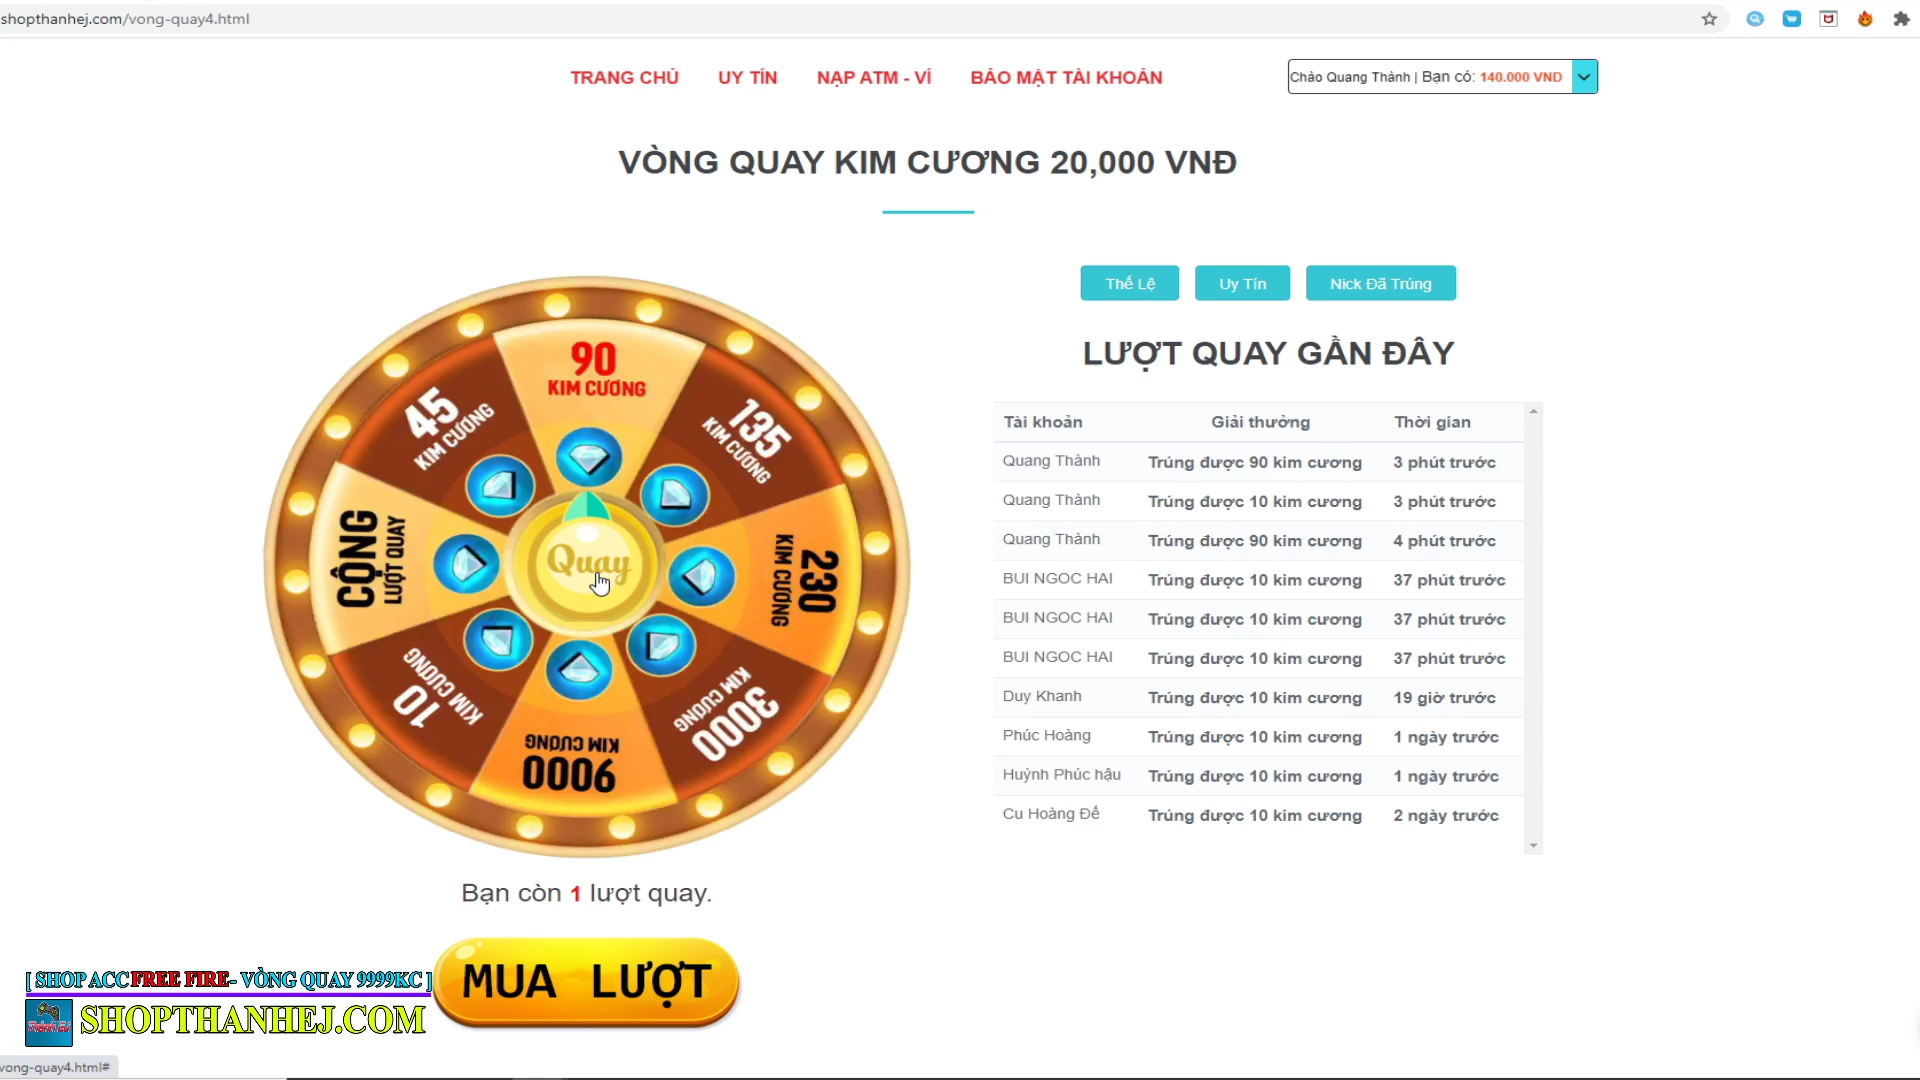 shopthanhej.com/vong-quay4.html
TRANG CHỦ
UY TÍN
NẠP ATM - VÍ
BẢO MẬT TÀI KHOẢN
Chào Quang Thành | Bạn có: 140.000 VND
VÒNG QUAY KIM CƯƠNG 20,000 VNĐ
Thể Lệ
Uy Tín
Nick Đã Trúng
LƯỢT QUAY GẦN ĐÂY
Tài khoản Giải thưởng Thời gian
Quang Thành Trúng được 90 kim cương 3 phút trước
Quang Thành Trúng được 10 kim cương 3 phút trước
Quang Thành Trúng được 90 kim cương 4 phút trước
BUI NGOC HAI Trúng được 10 kim cương 37 phút trước
BUI NGOC HAI Trúng được 10 kim cương 37 phút trước
BUI NGOC HAI Trúng được 10 kim cương 37 phút trước
Duy Khanh Trúng được 10 kim cương 19 giờ trước
Phúc Hoàng Trúng được 10 kim cương 1 ngày trước
Huỳnh Phúc hậu Trúng được 10 kim cương 1 ngày trước
Cu Hoàng Đế Trúng được 10 kim cương 2 ngày trước
90
KIM CƯƠNG
135
KIM CƯƠNG
230
KIM CƯƠNG
3000
KIM CƯƠNG
9000
KIM CƯƠNG
10
KIM CƯƠNG
CỘNG
LƯỢT QUAY
45
KIM CƯƠNG
Quay
Bạn còn 1 lượt quay.
MUA LƯỢT
[ SHOP ACC FREE FIRE - VÒNG QUAY 9999KC ]
SHOPTHANHEJ.COM
vong-quay4.html#